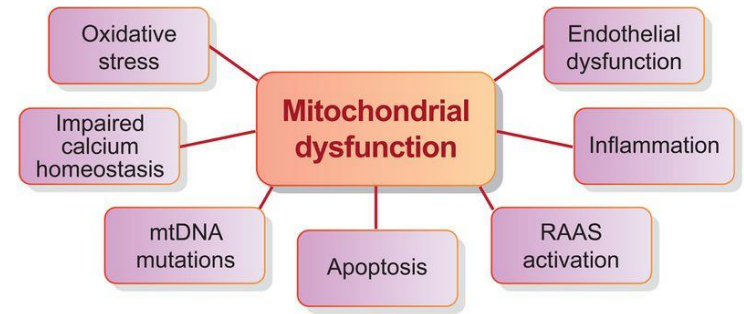 Oxidative
stress
Endothelial
dysfunction
Mitochondrial
dysfunction
Impaired
calcium
homeostasis
Inflammation
mtDNA
mutations
Apoptosis
RAAS
activation